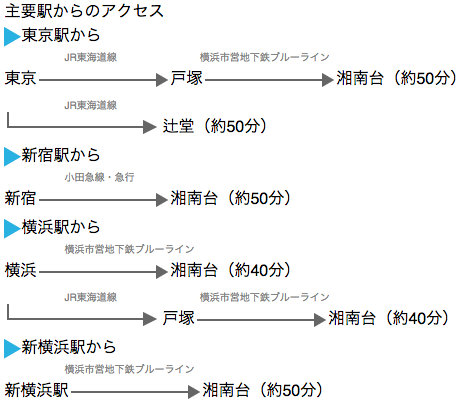 主要駅からのアクセス
東京駅から
JR東海道線 横浜市営地下鉄ブルーライン
東京 戸塚 湘南台（約50分）
JR東海道線
辻堂（約50分）
新宿駅から
小田急線・急行
新宿 湘南台（約50分）
横浜駅から
横浜市営地下鉄ブルーライン
横浜 湘南台（約40分）
JR東海道線 横浜市営地下鉄ブルーライン
戸塚 湘南台（約40分）
新横浜駅から
横浜市営地下鉄ブルーライン
新横浜駅 湘南台（約50分）